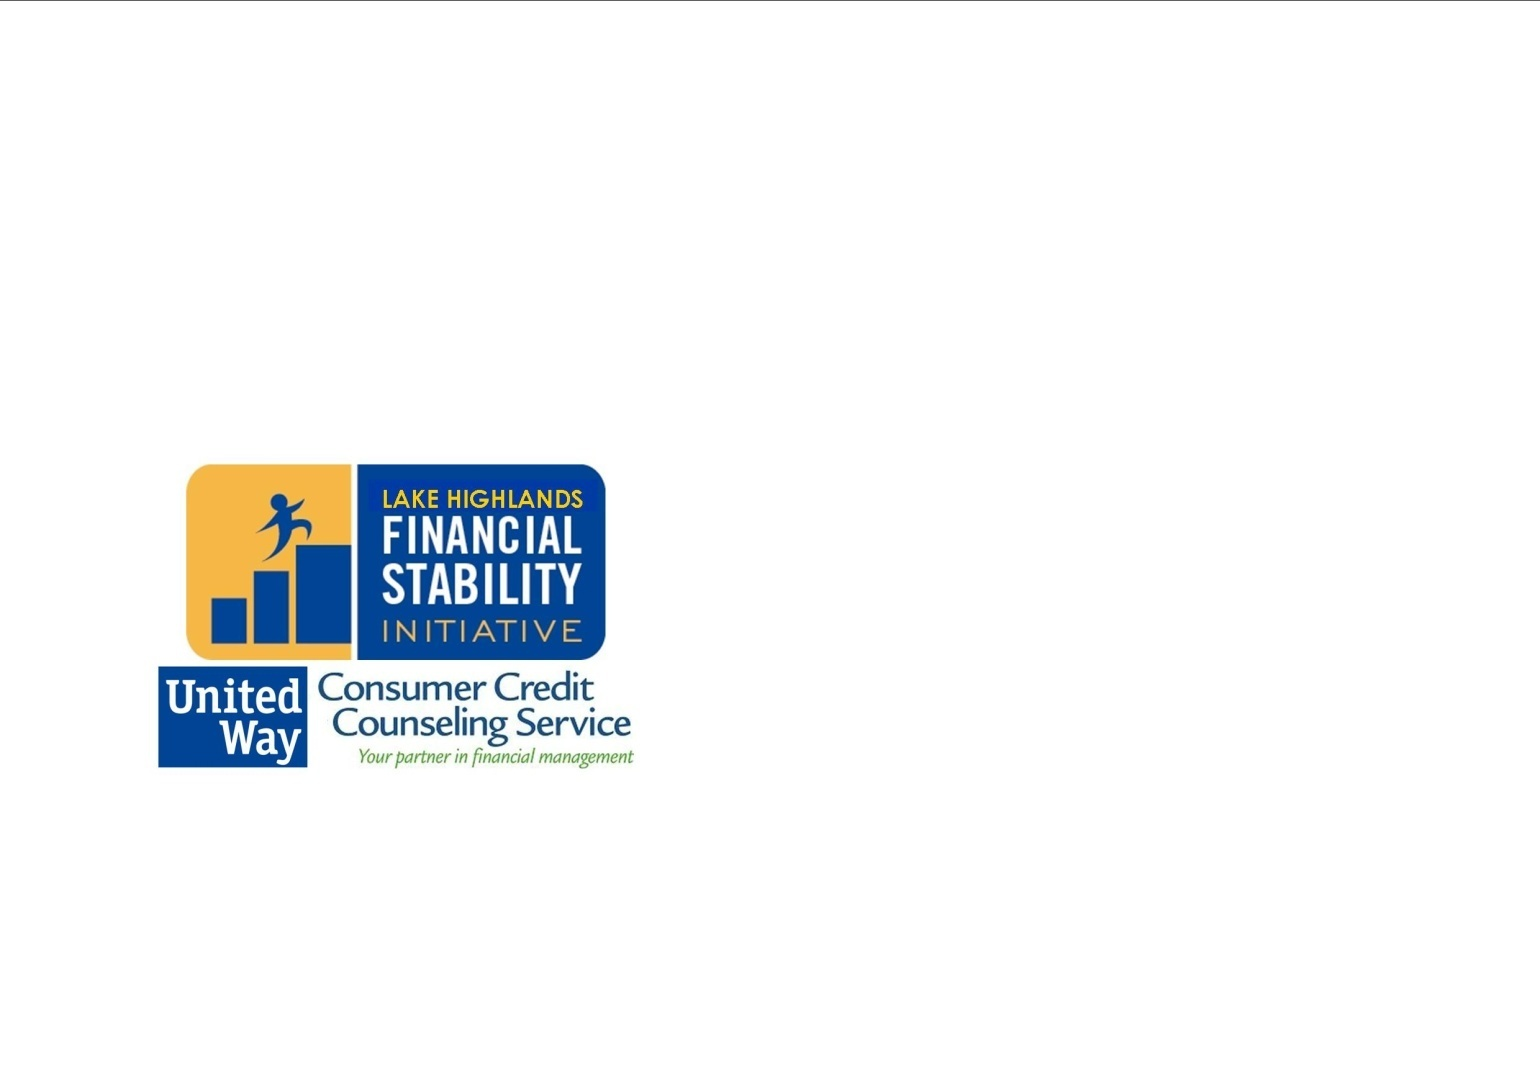 LAKE HIGHLANDS
FINANCIAL
STABILITY
INITIATIVE
United
Way
Consumer Credit
Counseling Service
Your partner in financial management